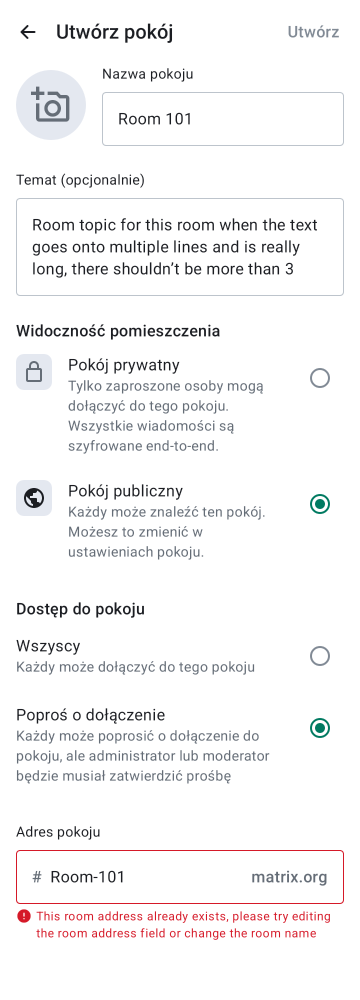 Utwórz pokój
Utwórz
Nazwa pokoju
Room 101
Temat (opcjonalnie)
Room topic for this room when the text
goes onto multiple lines and is really
long, there shouldn’t be more than 3
Widoczność pomieszczenia
Pokój prywatny
Tylko zaproszone osoby mogą
dołączyć do tego pokoju.
Wszystkie wiadomości są
szyfrowane end-to-end.
Pokój publiczny
Każdy może znaleźć ten pokój.
Możesz to zmienić w
ustawieniach pokoju.
Dostęp do pokoju
Wszyscy
Każdy może dołączyć do tego pokoju
Poproś o dołączenie
Każdy może poprosić o dołączenie do
pokoju, ale administrator lub moderator
będzie musiał zatwierdzić prośbę
Adres pokoju
# Room-101 matrix.org
This room address already exists, please try editing
the room address field or change the room name